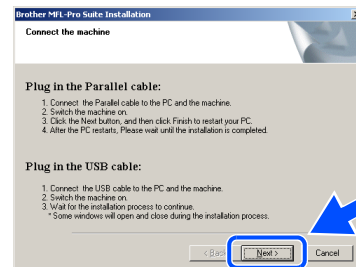 Brother MFL-Pro Suite Installation
Connect the machine
Plug in the Parallel cable:
1. Connect the Parallel cable to the PC and the machine.
2. Switch the machine on.
3. Click the Next button, and then click Finish to restart your PC.
4. After the PC restarts, Please wait until the installation is completed.
Plug in the USB cable:
1. Connect the USB cable to the PC and the machine.
2. Switch the machine on.
3. Wait for the installation process to continue.
* Some windows will open and close during the installation process.
< Back Next > Cancel